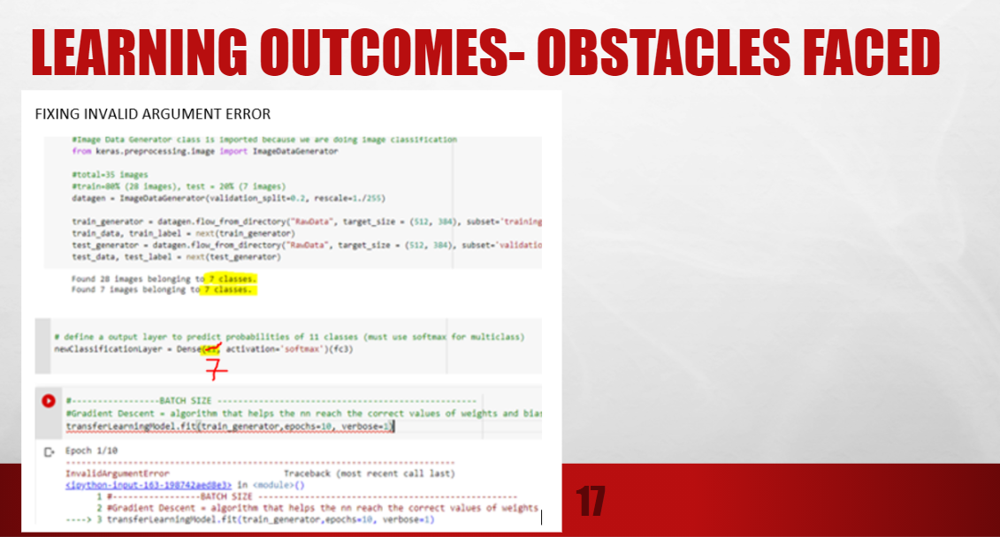 LEARNING OUTCOMES- OBSTACLES FACED
FIXING INVALID ARGUMENT ERROR
#Image Data Generator class is imported because we are doing image classification
from keras.preprocessing.image import ImageDataGenerator
#total=35 images
#train=80% (28 images), test = 20% (7 images)
datagen = ImageDataGenerator(validation_split=0.2, rescale=1./255)
train_generator = datagen.flow_from_directory("RawData", target_size = (512, 384), subset='training
train_data, train_label = next(train_generator)
test_generator = datagen.flow_from_directory("RawData", target_size = (512, 384), subset='validatio
test_data, test_label = next(test_generator)
Found 28 images belonging to 7 classes.
Found 7 images belonging to 7 classes.
# define a output layer to predict probabilities of 11 classes (must use softmax for multiclass)
newClassificationLayer = Dense( activation='softmax')(fc3)
7
#----------------BATCH SIZE ------------------------------------------------
#Gradient Descent = algorithm that helps the nn reach the correct values of weights and bias
transferLearningModel.fit(train_generator,epochs=10, verbose=1)
Epoch 1/10
---------------------------------------------------------------------------
InvalidArgumentError Traceback (most recent call last)
<ipython-input-163-198742aed8e3> in <module>()
1 #----------------BATCH SIZE ------------------------------------------------
2 #Gradient Descent = algorithm that helps the nn reach the correct values of weights
----> 3 transferLearningModel.fit(train_generator,epochs=10, verbose=1)
17